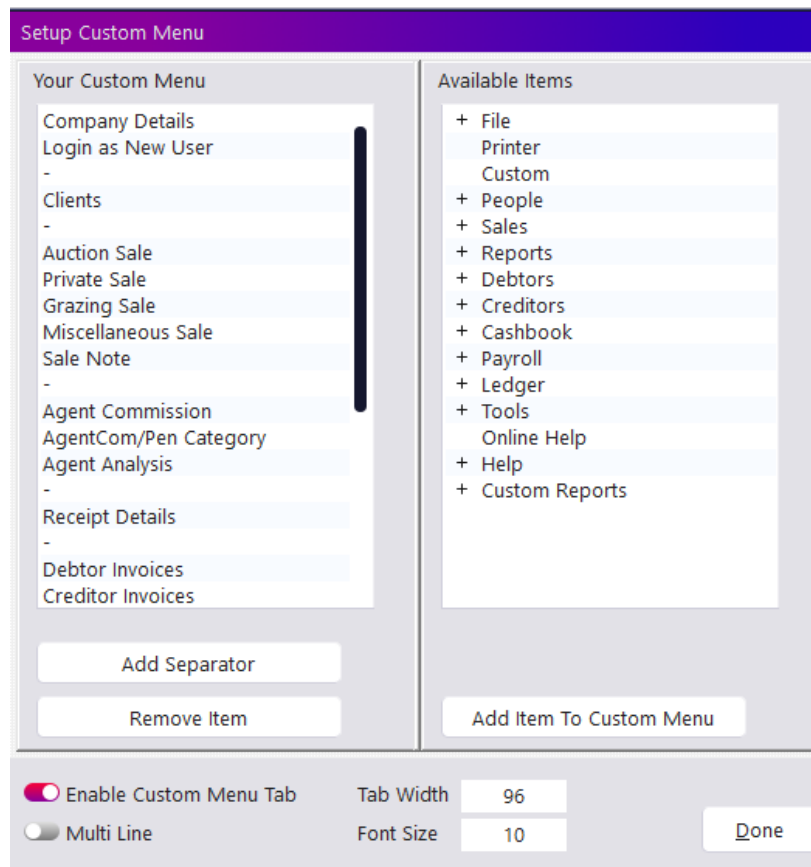 Setup Custom Menu
Your Custom Menu
Company Details
Login as New User
-
Clients
-
Auction Sale
Private Sale
Grazing Sale
Miscellaneous Sale
Sale Note
-
Agent Commission
AgentCom/Pen Category
Agent Analysis
-
Receipt Details
-
Debtor Invoices
Creditor Invoices
Add Separator
Remove Item
Available Items
+ File
Printer
Custom
+ People
+ Sales
+ Reports
+ Debtors
+ Creditors
+ Cashbook
+ Payroll
+ Ledger
+ Tools
Online Help
+ Help
+ Custom Reports
Add Item To Custom Menu
Enable Custom Menu Tab
Multi Line
Tab Width 96
Font Size 10
Done